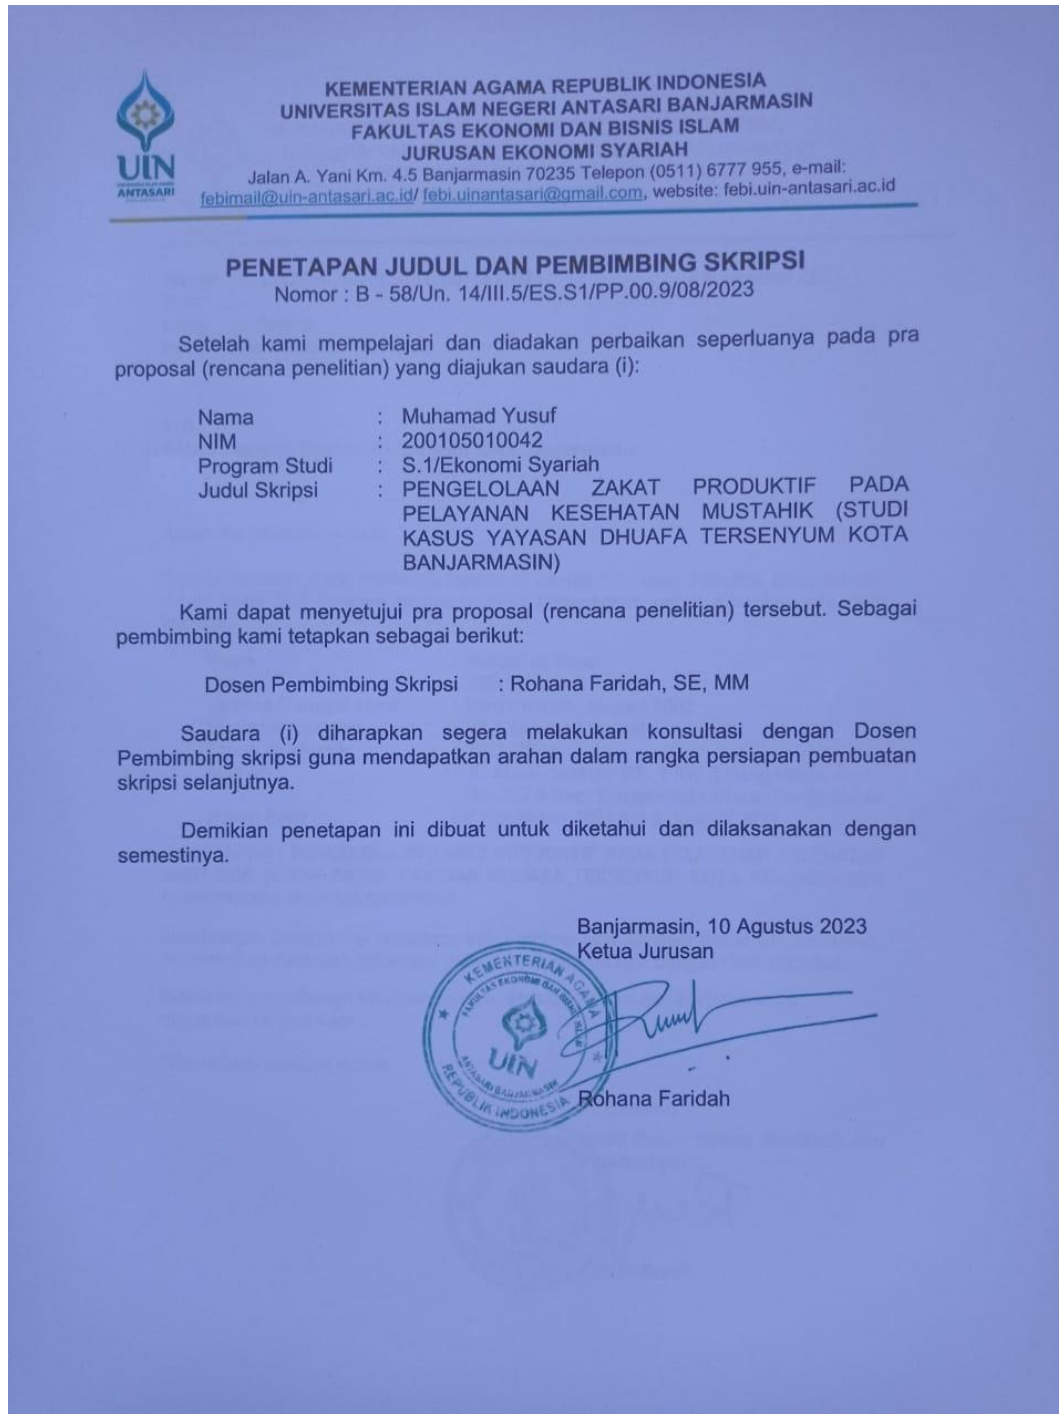 KEMENTERIAN AGAMA REPUBLIK INDONESIA
UNIVERSITAS ISLAM NEGERI ANTASARI BANJARMASIN
FAKULTAS EKONOMI DAN BISNIS ISLAM
JURUSAN EKONOMI SYARIAH
Jalan A. Yani Km. 4.5 Banjarmasin 70235 Telepon (0511) 6777 955, e-mail:
febimail@uin-antasari.ac.id/ febi.uinantasari@gmail.com, website: febi.uin-antasari.ac.id
UIN
ANTASARI
PENETAPAN JUDUL DAN PEMBIMBING SKRIPSI
Nomor : B - 58/Un. 14/III.5/ES.S1/PP.00.9/08/2023
Setelah kami mempelajari dan diadakan perbaikan seperlunya pada pra
proposal (rencana penelitian) yang diajukan saudara (i):
Nama : Muhamad Yusuf
NIM : 200105010042
Program Studi : S.1/Ekonomi Syariah
Judul Skripsi : PENGELOLAAN ZAKAT PRODUKTIF PADA
PELAYANAN KESEHATAN MUSTAHIK (STUDI
KASUS YAYASAN DHUAFA TERSENYUM KOTA
BANJARMASIN)
Kami dapat menyetujui pra proposal (rencana penelitian) tersebut. Sebagai
pembimbing kami tetapkan sebagai berikut:
Dosen Pembimbing Skripsi : Rohana Faridah, SE, MM
Saudara (i) diharapkan segera melakukan konsultasi dengan Dosen
Pembimbing skripsi guna mendapatkan arahan dalam rangka persiapan pembuatan
skripsi selanjutnya.
Demikian penetapan ini dibuat untuk diketahui dan dilaksanakan dengan
semestinya.
Banjarmasin, 10 Agustus 2023
Ketua Jurusan
KEMENTERIAN AGAMA
FAKULTAS EKONOMI DAN BISNIS ISLAM
UIN
ANTASARI BANJARMASIN
REPUBLIK INDONESIA
Rohana Faridah